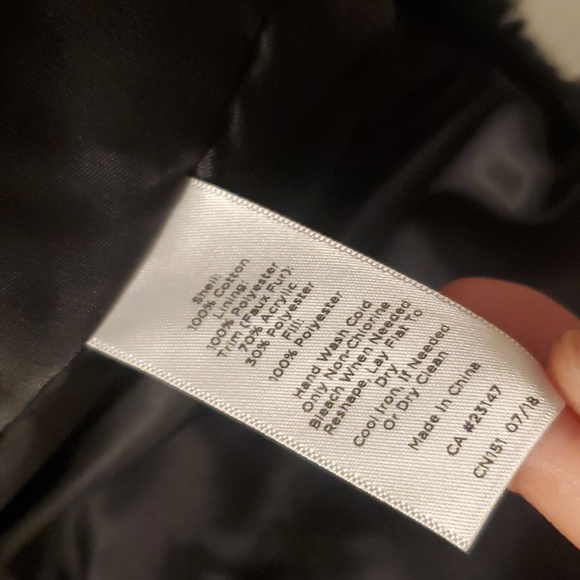 Shell:
100% Cotton
Lining:
100% Polyester
Trim (Faux Fur):
70% Acrylic
30% Polyester
Fill:
100% Polyester
Hand Wash Cold
Only Non-Chlorine
Bleach When Needed
Reshape, Lay Flat To
Dry
Cool Iron If Needed
Or Dry Clean
Made In China
CA #23147
CN151 07/18